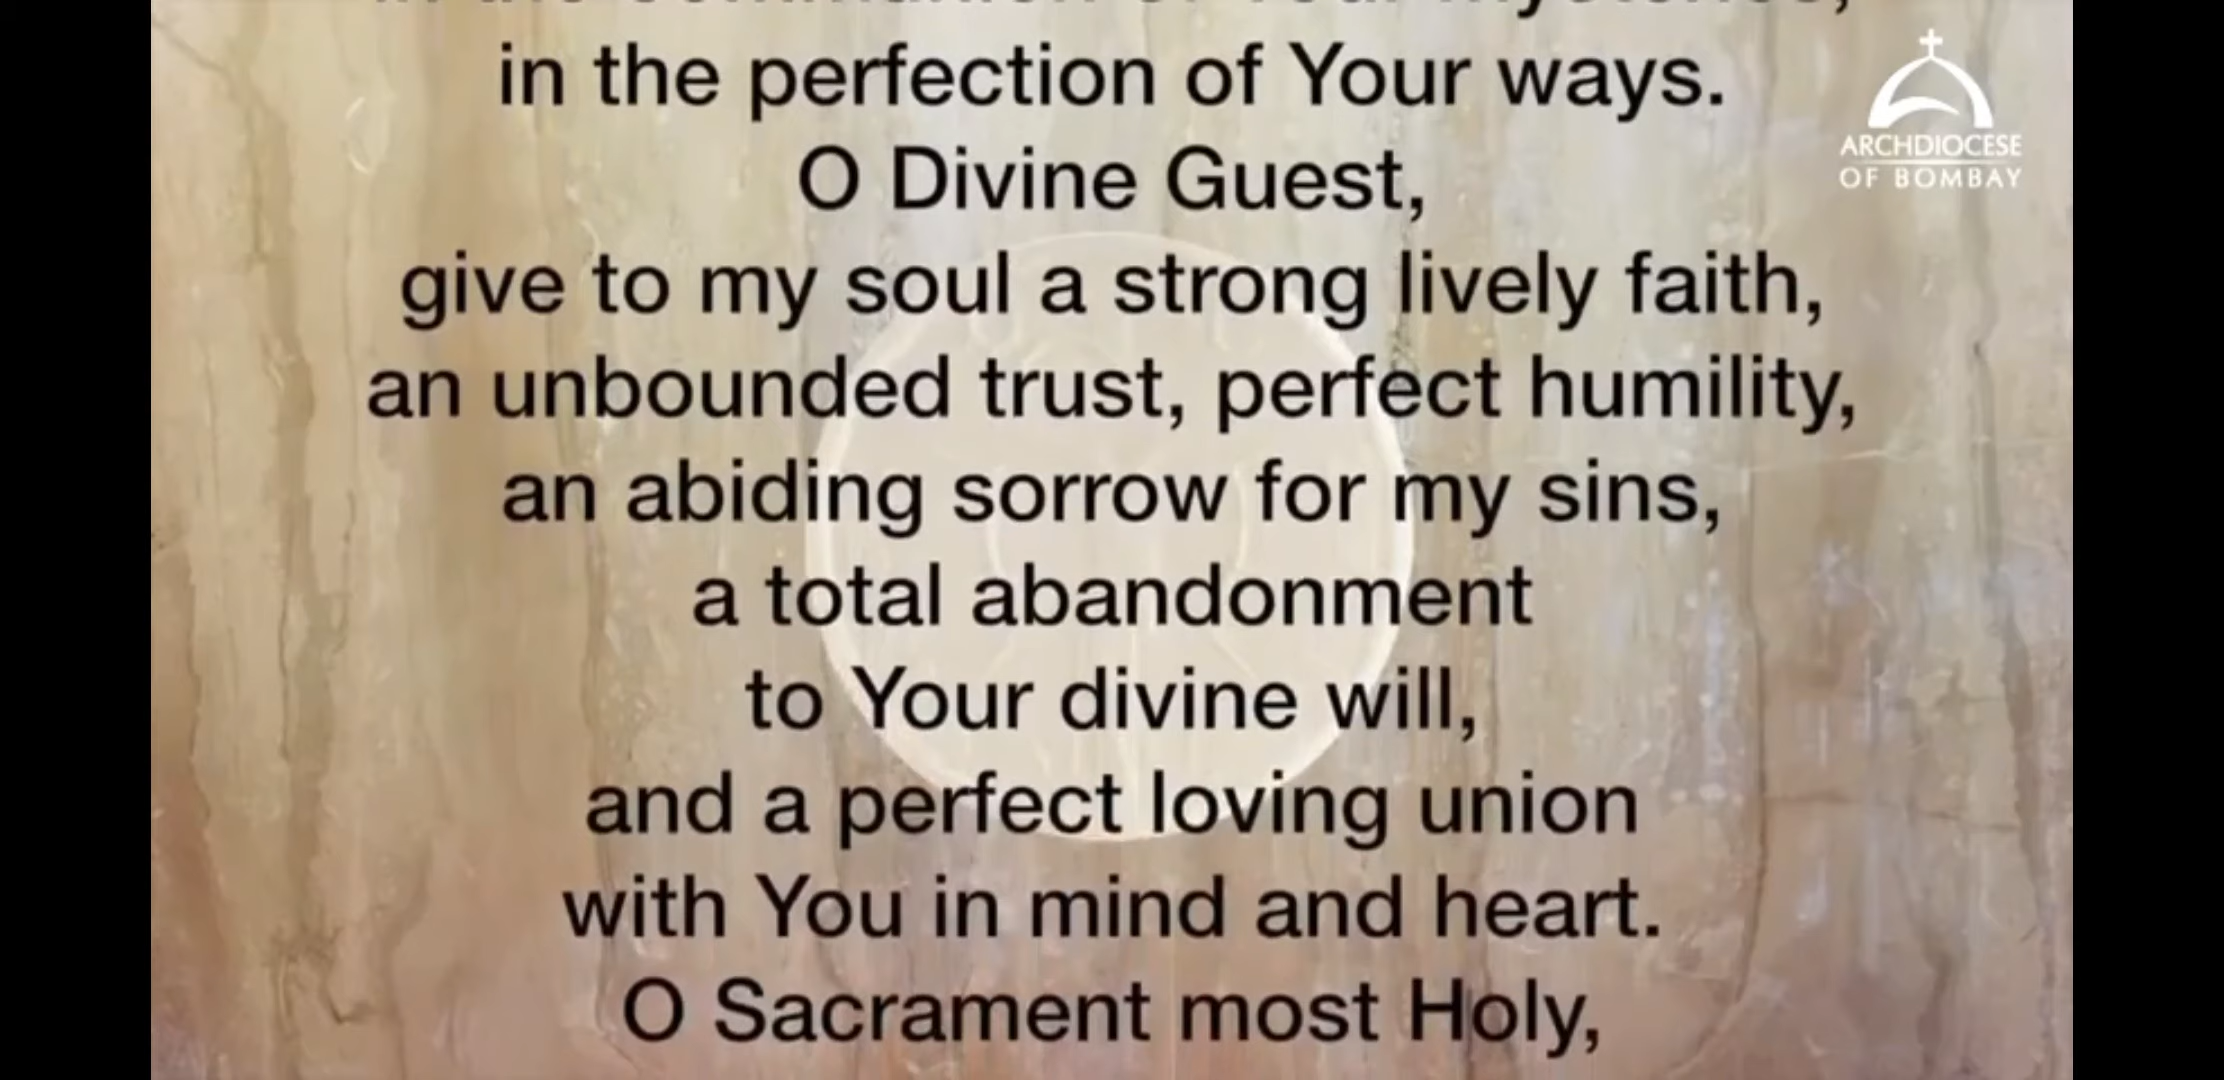 in the perfection of Your ways.
O Divine Guest,
give to my soul a strong lively faith,
an unbounded trust, perfect humility,
an abiding sorrow for my sins,
a total abandonment
to Your divine will,
and a perfect loving union
with You in mind and heart.
O Sacrament most Holy,
ARCHDIOCESE
OF BOMBAY